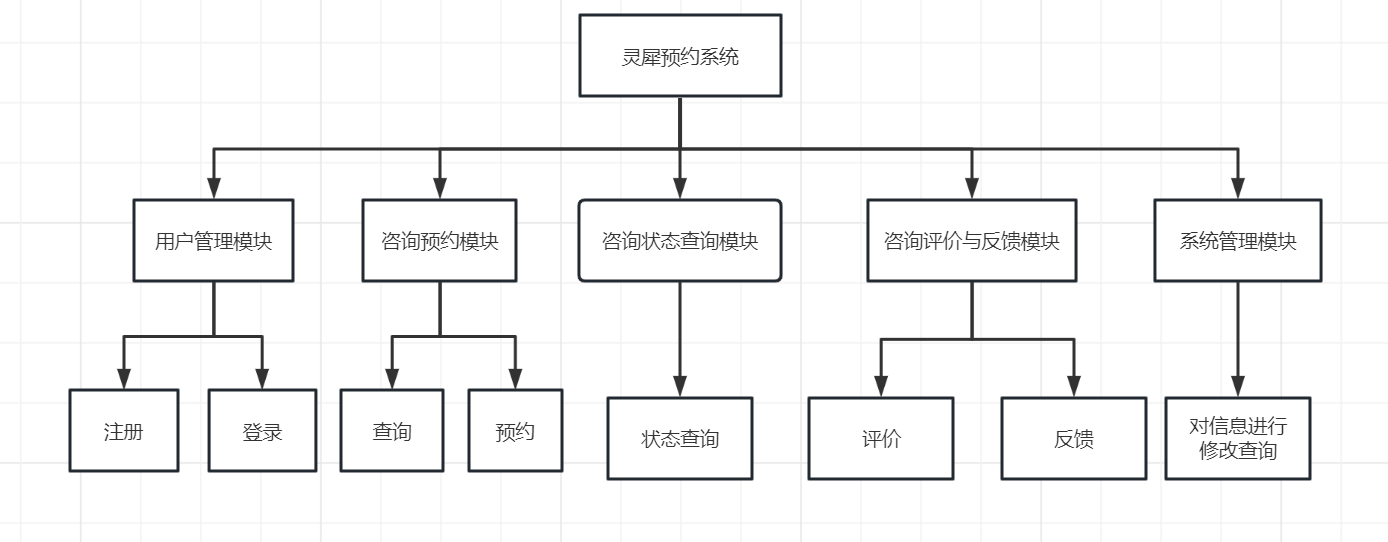 灵犀预约系统
用户管理模块
咨询预约模块
咨询状态查询模块
咨询评价与反馈模块
系统管理模块
注册
登录
查询
预约
状态查询
评价
反馈
对信息进行
修改查询